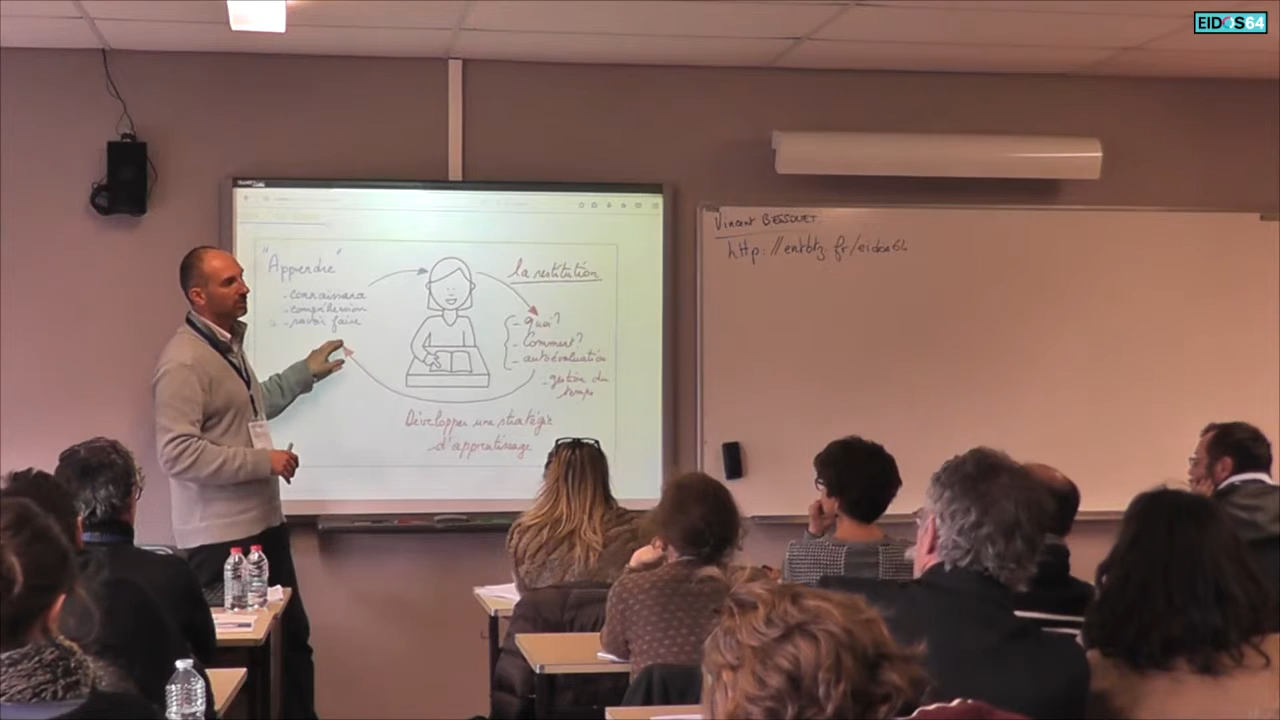 EIDOS64
Vincent BESSOUET
http://entbtz.fr/eidos64
"Apprendre"
- connaissance
- compréhension
- savoir faire
la restitution
- quoi?
- Comment?
- autoévaluation
- gestion du
temps
Développer une stratégie
d'apprentissage